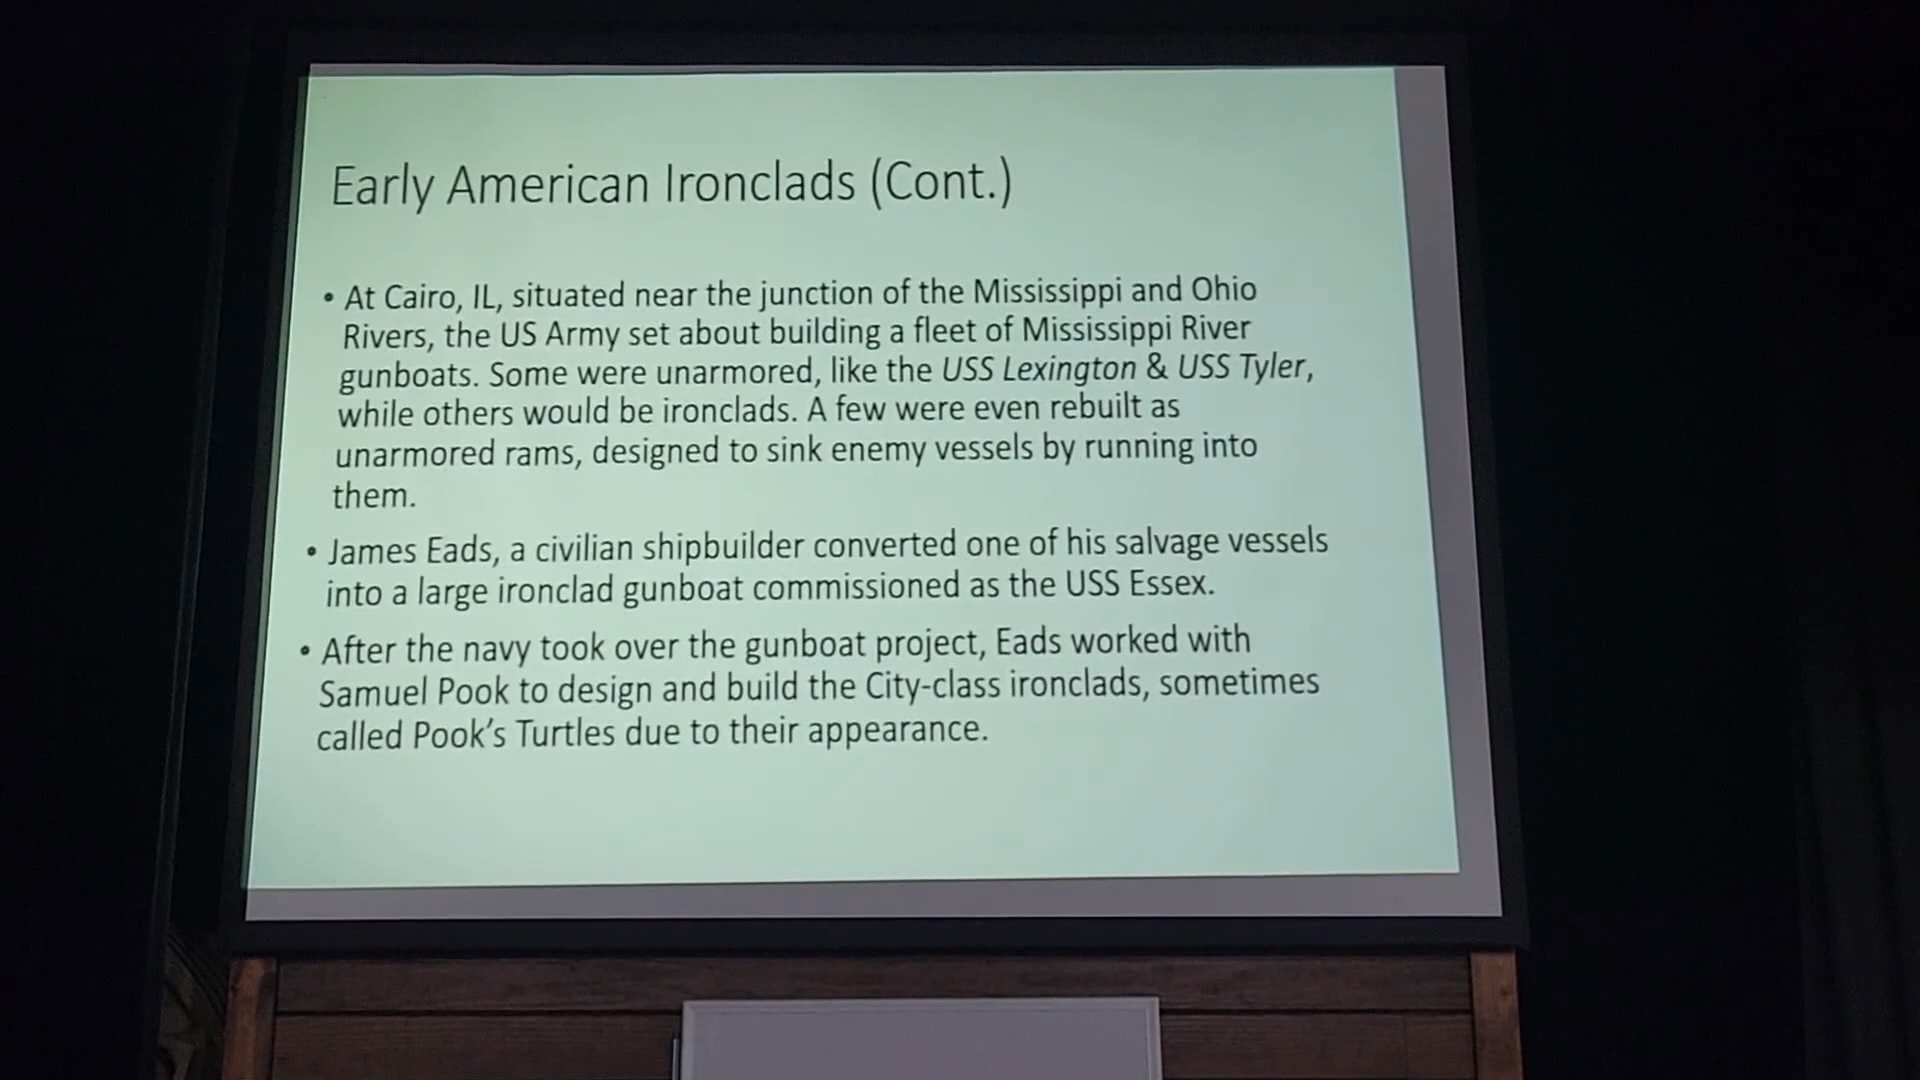 Early American Ironclads (Cont.)
• At Cairo, IL, situated near the junction of the Mississippi and Ohio
Rivers, the US Army set about building a fleet of Mississippi River
gunboats. Some were unarmored, like the USS Lexington & USS Tyler,
while others would be ironclads. A few were even rebuilt as
unarmored rams, designed to sink enemy vessels by running into
them.
• James Eads, a civilian shipbuilder converted one of his salvage vessels
into a large ironclad gunboat commissioned as the USS Essex.
• After the navy took over the gunboat project, Eads worked with
Samuel Pook to design and build the City-class ironclads, sometimes
called Pook’s Turtles due to their appearance.